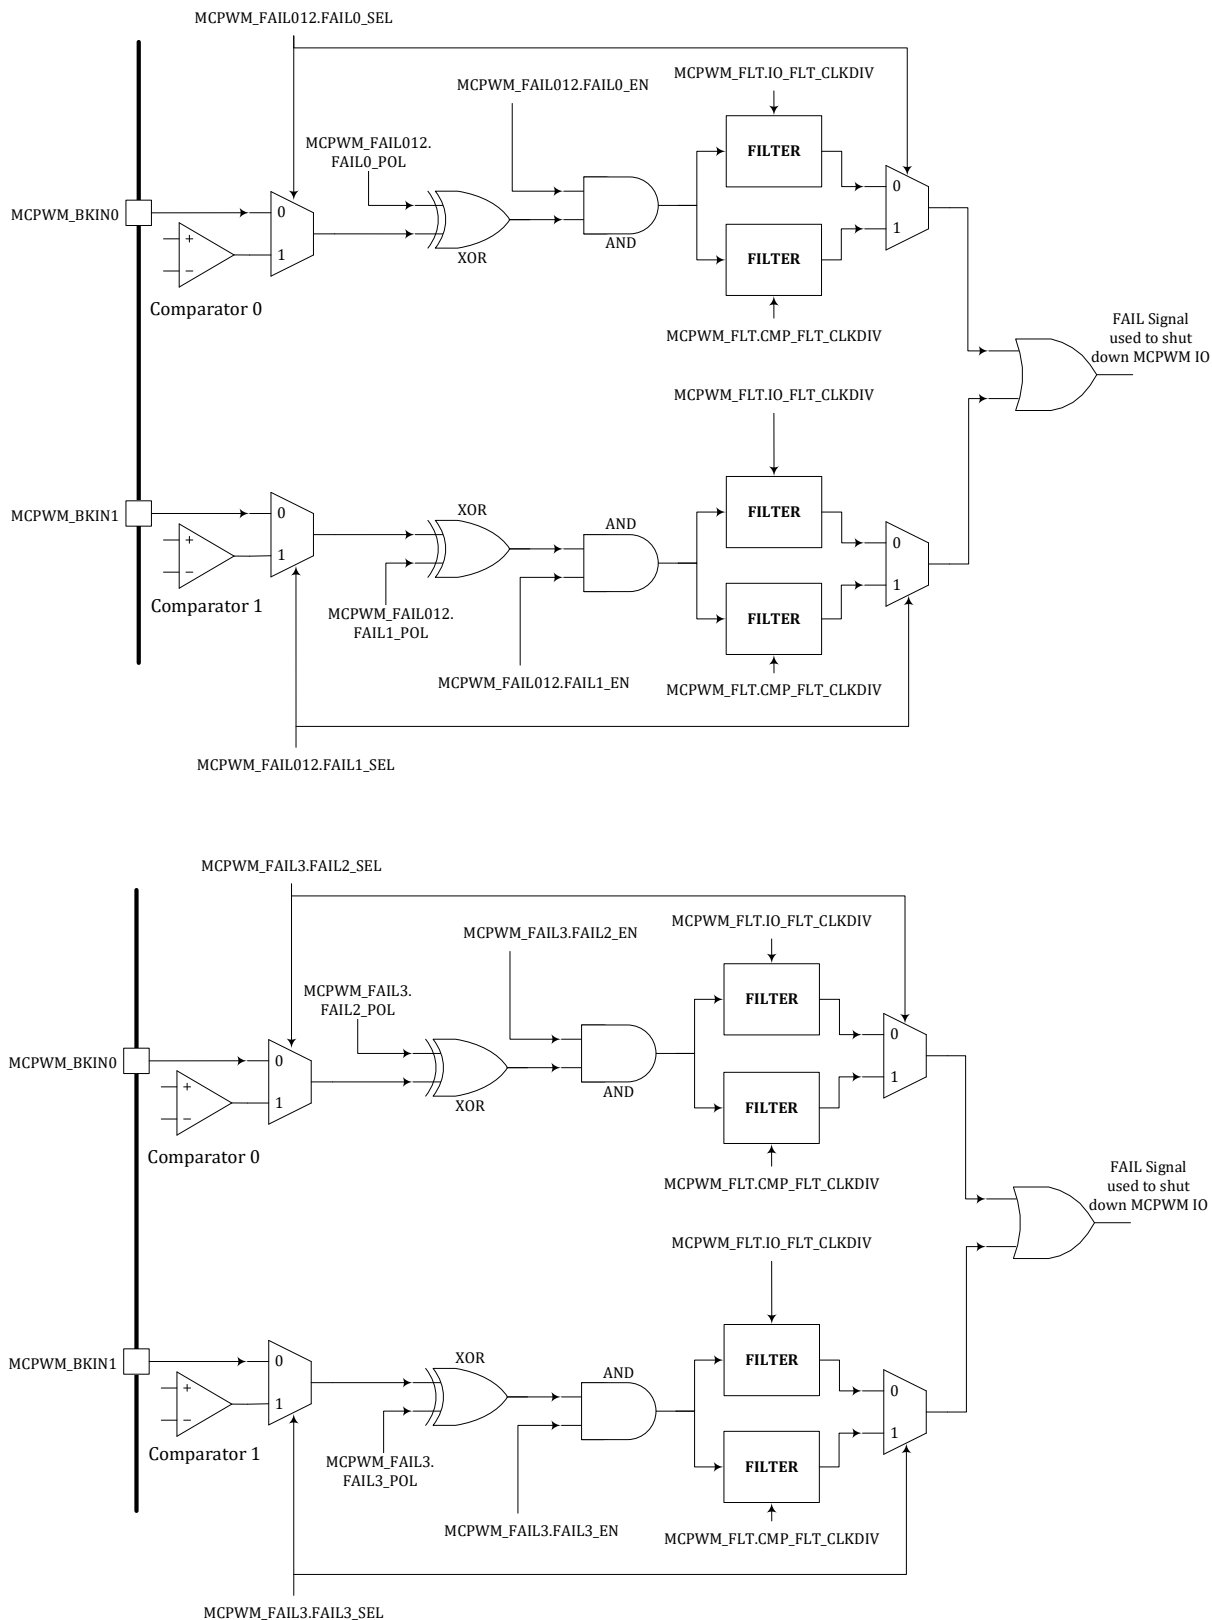 MCPWM_FAIL012.FAIL0_SEL
MCPWM_FLT.IO_FLT_CLKDIV
MCPWM_FAIL012.FAIL0_EN
MCPWM_FAIL012.
FAIL0_POL
FILTER
MCPWM_BKIN0
0
1
+
−
XOR
AND
FILTER
0
1
Comparator 0
MCPWM_FLT.CMP_FLT_CLKDIV
FAIL Signal
used to shut
down MCPWM IO
MCPWM_FLT.IO_FLT_CLKDIV
MCPWM_BKIN1
0
1
+
−
XOR
AND
FILTER
0
1
Comparator 1
MCPWM_FAIL012.
FAIL1_POL
FILTER
MCPWM_FAIL012.FAIL1_EN
MCPWM_FLT.CMP_FLT_CLKDIV
MCPWM_FAIL012.FAIL1_SEL
MCPWM_FAIL3.FAIL2_SEL
MCPWM_FLT.IO_FLT_CLKDIV
MCPWM_FAIL3.FAIL2_EN
MCPWM_FAIL3.
FAIL2_POL
FILTER
MCPWM_BKIN0
0
1
+
−
XOR
AND
FILTER
0
1
Comparator 0
MCPWM_FLT.CMP_FLT_CLKDIV
FAIL Signal
used to shut
down MCPWM IO
MCPWM_FLT.IO_FLT_CLKDIV
MCPWM_BKIN1
0
1
+
−
XOR
AND
FILTER
0
1
Comparator 1
MCPWM_FAIL3.
FAIL3_POL
FILTER
MCPWM_FAIL3.FAIL3_EN
MCPWM_FLT.CMP_FLT_CLKDIV
MCPWM_FAIL3.FAIL3_SEL